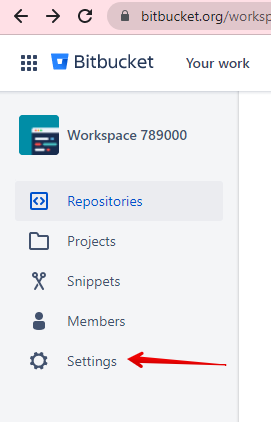 bitbucket.org/worksp
Bitbucket Your work
Workspace 789000
Repositories
Projects
Snippets
Members
Settings